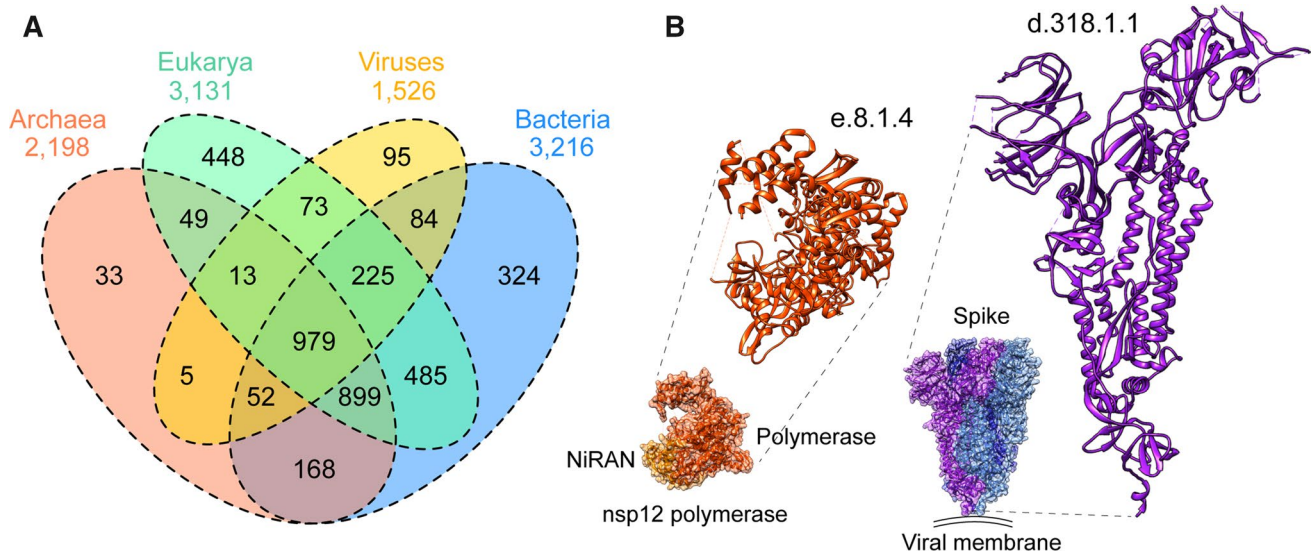 A
Eukarya
3,131
Viruses
1,526
Archaea
2,198
Bacteria
3,216
448
95
49
73
84
33
13
225
324
979
5
52
899
485
168
B
d.318.1.1
e.8.1.4
Spike
Polymerase
NiRAN
nsp12 polymerase
Viral membrane